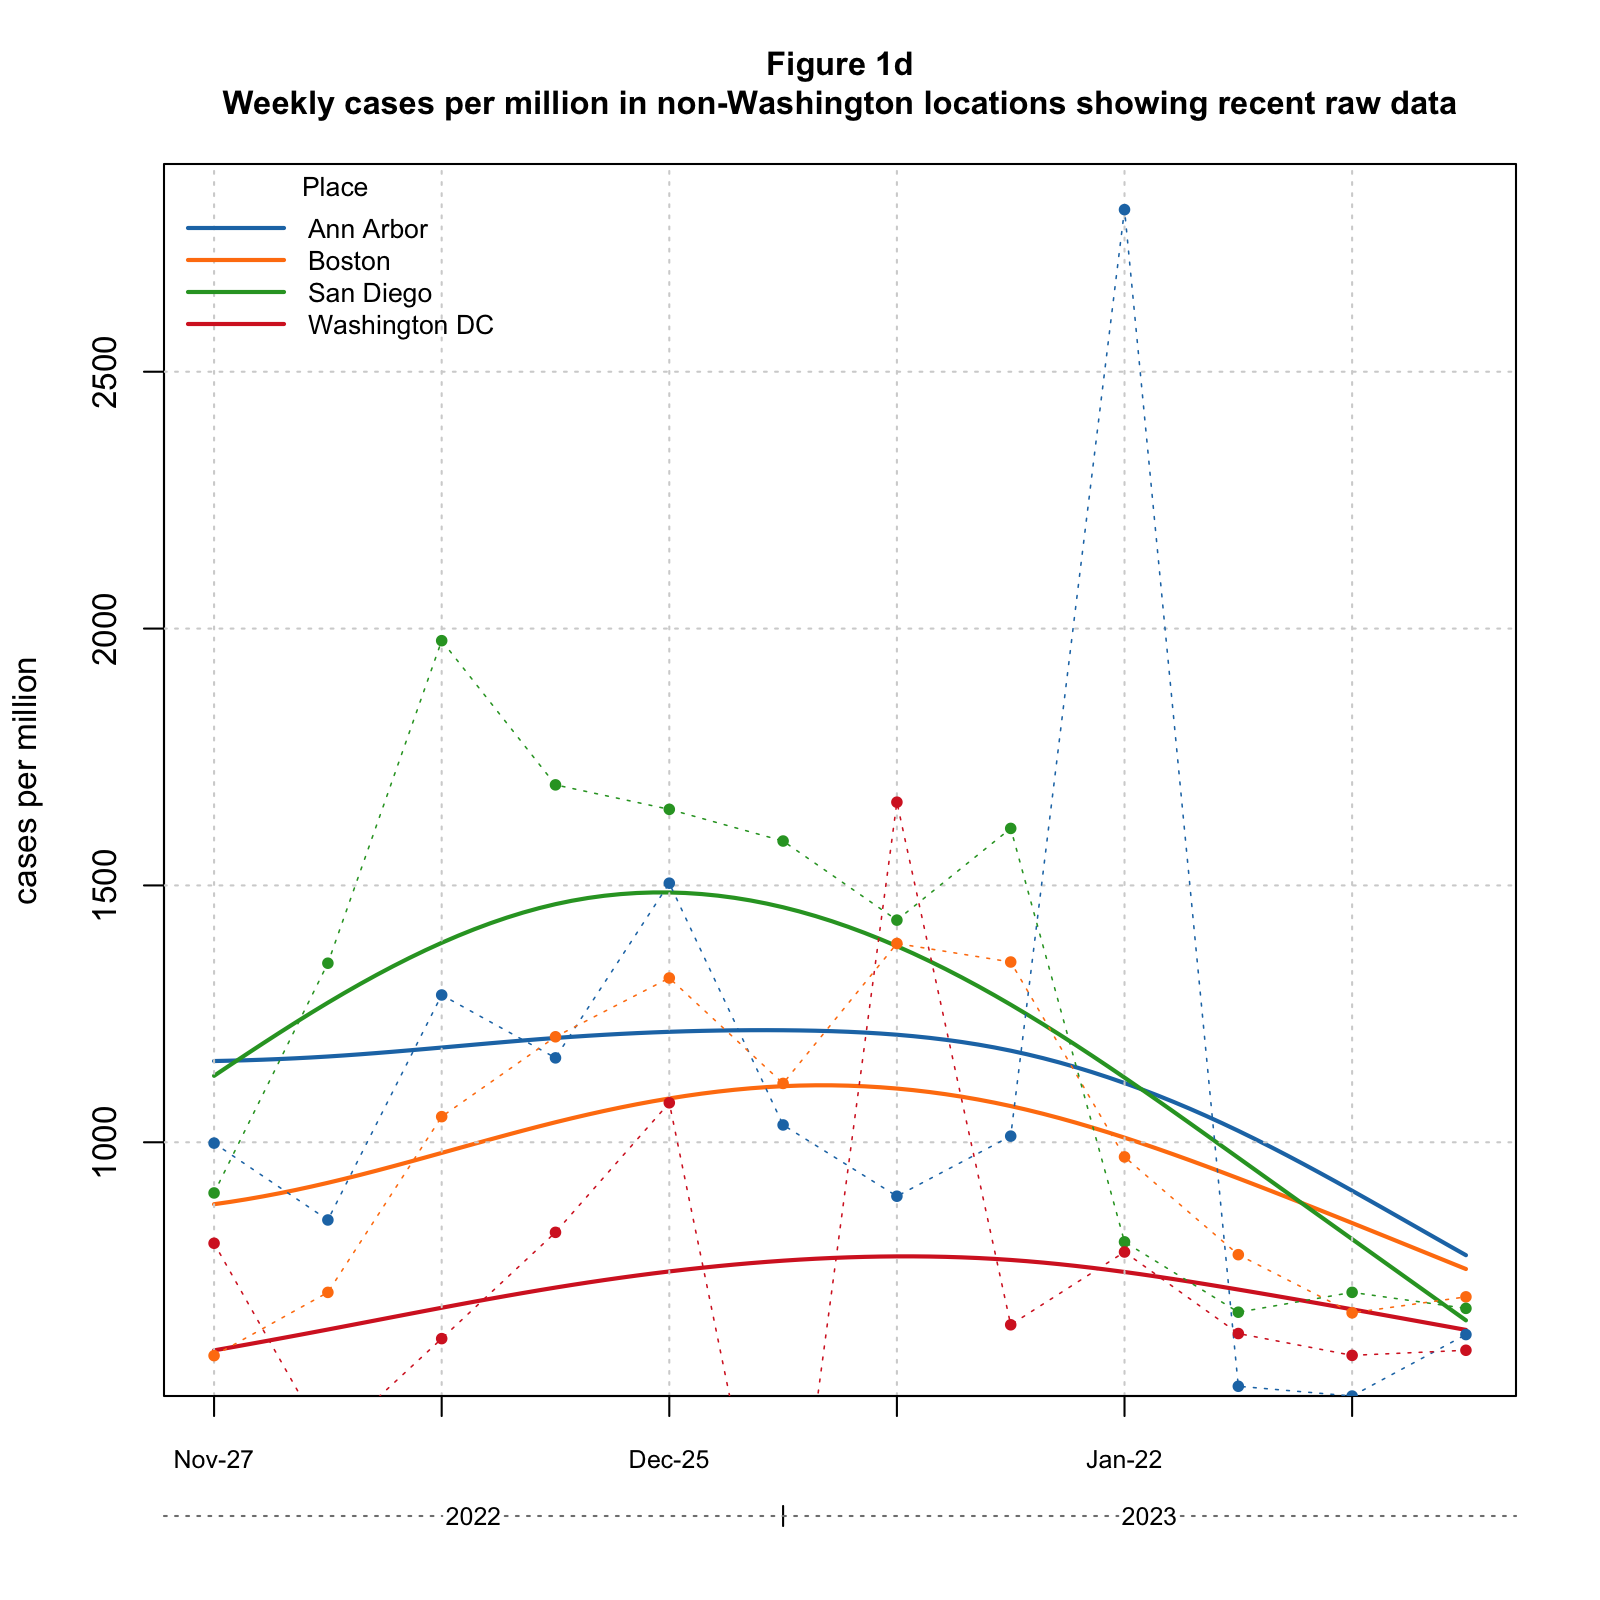 Figure 1d
Weekly cases per million in non-Washington locations showing recent raw data
Place
Ann Arbor
Boston
San Diego
Washington DC
cases per million
2500
2000
1500
1000
Nov-27
Dec-25
Jan-22
2022
2023